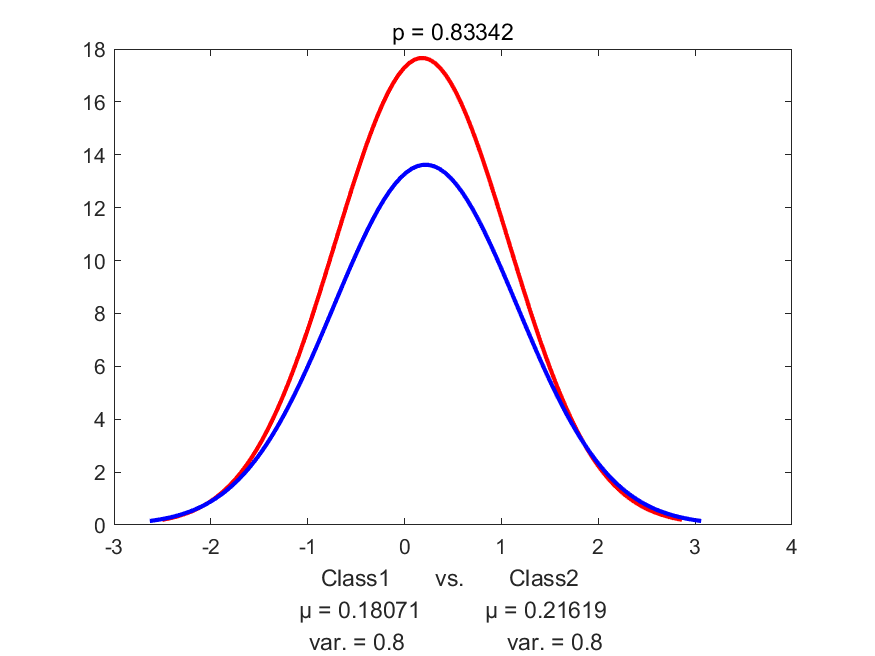 p = 0.83342
18
16
14
12
10
8
6
4
2
0
-3 -2 -1 0 1 2 3 4
Class1 vs. Class2
μ = 0.18071 μ = 0.21619
var. = 0.8 var. = 0.8